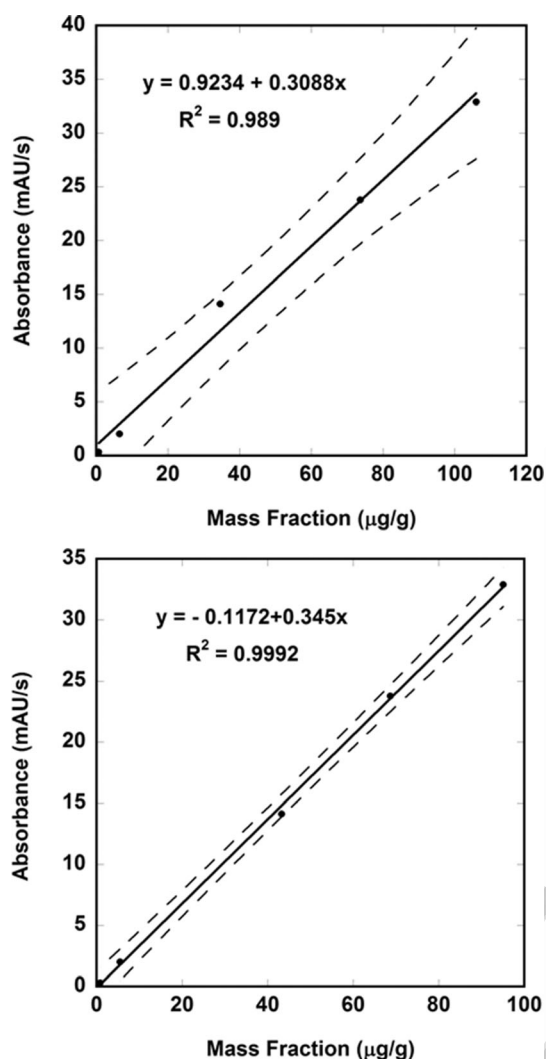 40
35
30
25
20
15
10
5
0
y = 0.9234 + 0.3088x
R² = 0.989
Absorbance (mAU/s)
0 20 40 60 80 100 120
Mass Fraction (μg/g)
35
30
25
20
15
10
5
0
y = - 0.1172+0.345x
R² = 0.9992
Absorbance (mAU/s)
0 20 40 60 80 100
Mass Fraction (μg/g)